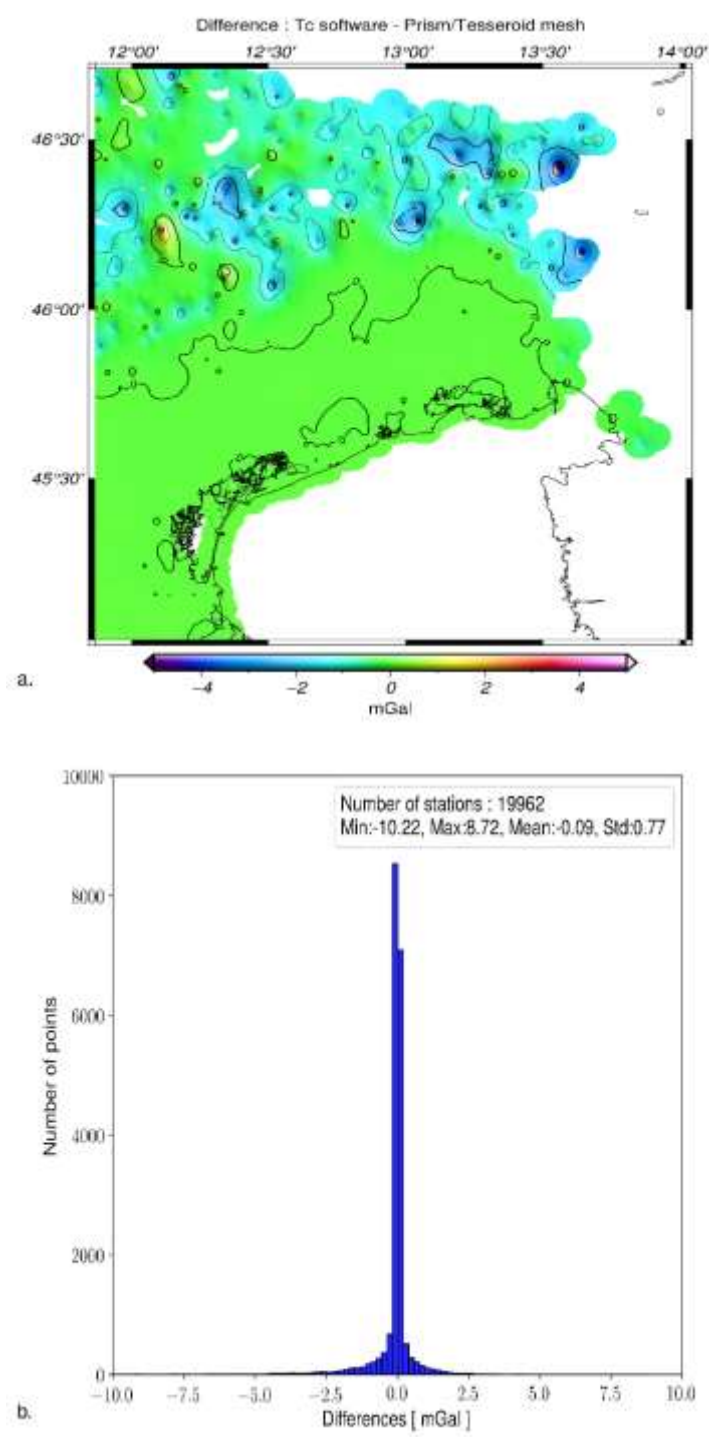 Difference : Tc software - Prism/Tesseroid mesh
12°00' 12°30' 13°00' 13°30' 14°00'
46°30'
46°00'
45°30'
a.
−4 −2 0 2 4
mGal
10000
Number of stations : 19962
Min:-10.22, Max:8.72, Mean:-0.09, Std:0.77
8000
6000
Number of points
4000
2000
0
−10.0 −7.5 −5.0 −2.5 0.0 2.5 5.0 7.5 10.0
b.
Differences [ mGal ]